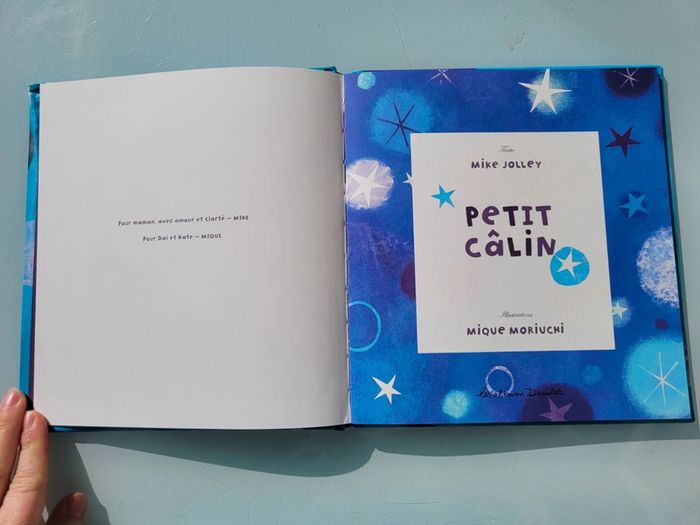 Pour maman, avec amour et clarté – MIKE
Pour Dai et Kate – MIQUE
Texte
MIKE JOLLEY
PETIT
CÂLIN
Illustrations
MIQUE MORIUCHI